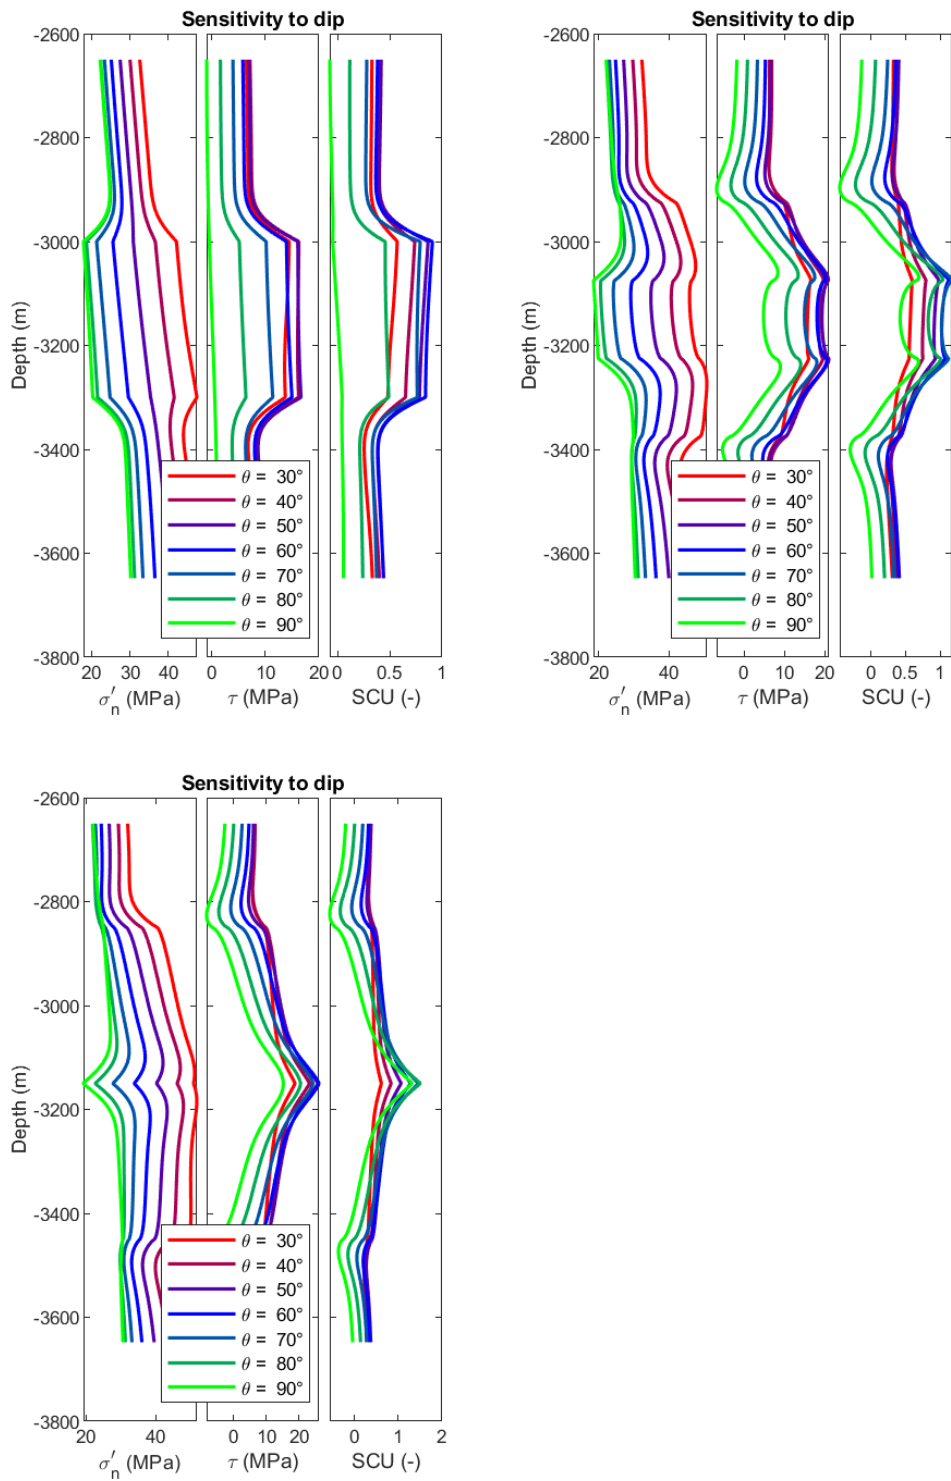 Sensitivity to dip
-2600
-2800
-3000
-3200
-3400
-3600
-3800
Depth (m)
θ = 30°
θ = 40°
θ = 50°
θ = 60°
θ = 70°
θ = 80°
θ = 90°
20 30 40
0 10 20
0 0.5 1
σ′n (MPa)
τ (MPa)
SCU (-)
Sensitivity to dip
-2600
-2800
-3000
-3200
-3400
-3600
-3800
Depth (m)
θ = 30°
θ = 40°
θ = 50°
θ = 60°
θ = 70°
θ = 80°
θ = 90°
20 30 40
0 10 20
0 0.5 1
σ′n (MPa)
τ (MPa)
SCU (-)
Sensitivity to dip
-2600
-2800
-3000
-3200
-3400
-3600
-3800
Depth (m)
θ = 30°
θ = 40°
θ = 50°
θ = 60°
θ = 70°
θ = 80°
θ = 90°
20 40
0 10 20
0 1 2
σ′n (MPa)
τ (MPa)
SCU (-)